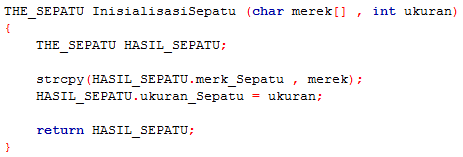 THE_SEPATU InisialisasiSepatu (char merek[] , int ukuran)
{
    THE_SEPATU HASIL_SEPATU;
    strcpy(HASIL_SEPATU.merk_Sepatu , merek);
    HASIL_SEPATU.ukuran_Sepatu = ukuran;
    return HASIL_SEPATU;
}